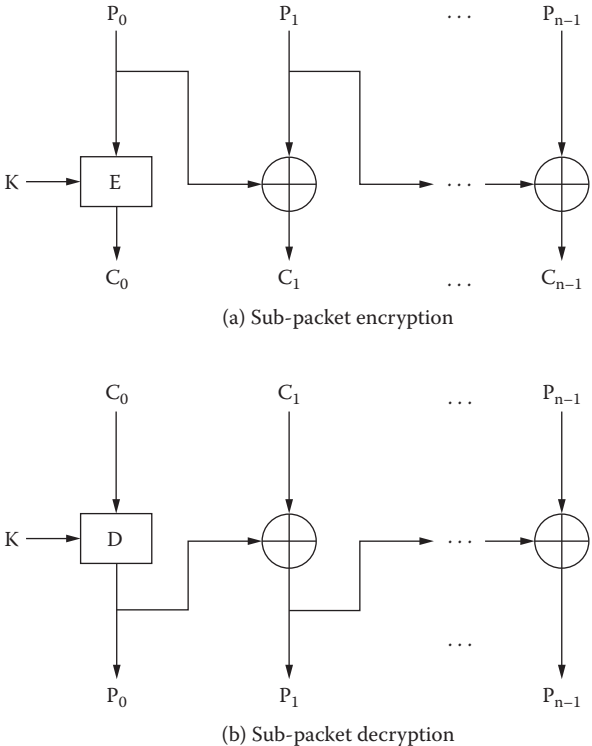 P₀ P₁ ... Pₙ₋₁
K E ...
C₀ C₁ ... Cₙ₋₁
(a) Sub-packet encryption
C₀ C₁ ... Pₙ₋₁
K D ...
...
P₀ P₁ Pₙ₋₁
(b) Sub-packet decryption